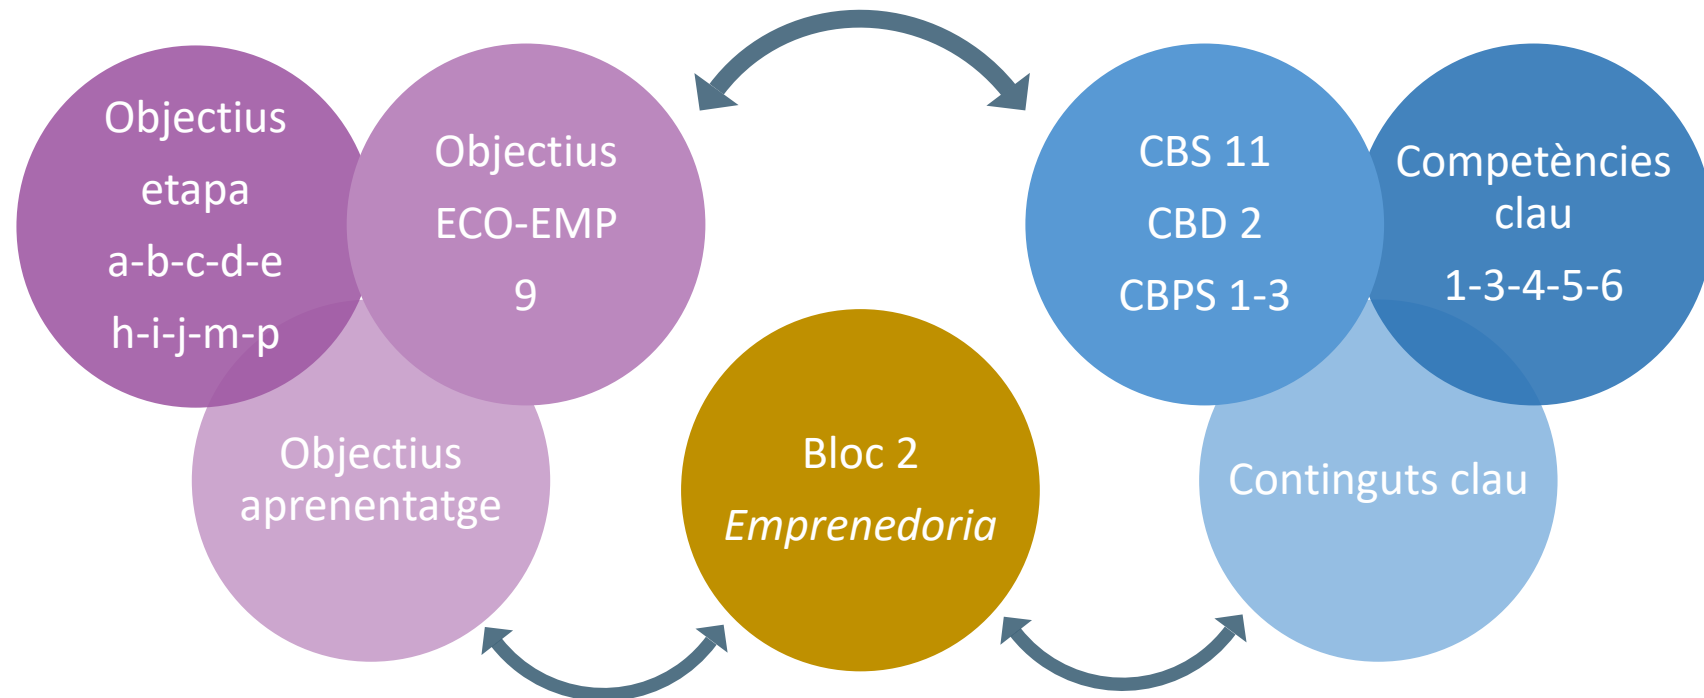 Objectius
etapa
a-b-c-d-e
h-i-j-m-p
Objectius
ECO-EMP
9
Objectius
aprenentatge
Bloc 2
Emprenedoria
CBS 11
CBD 2
CBPS 1-3
Competències
clau
1-3-4-5-6
Continguts clau